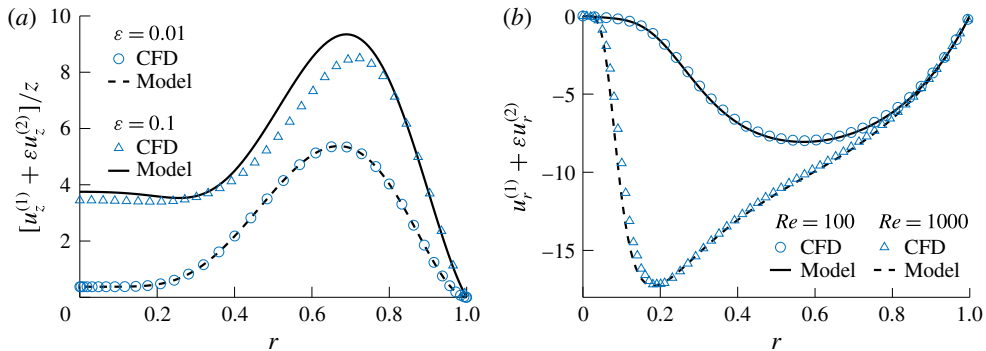 (a)
10
8
6
4
2
0
0.2
0.4
0.6
0.8
1.0
r
[u_z^{(1)} + εu_z^{(2)}]/z
ε = 0.01
CFD
Model
ε = 0.1
CFD
Model
(b)
0
−5
−10
−15
0
0.2
0.4
0.6
0.8
1.0
r
u_r^{(1)} + εu_r^{(2)}
Re = 100 Re = 1000
CFD CFD
Model Model